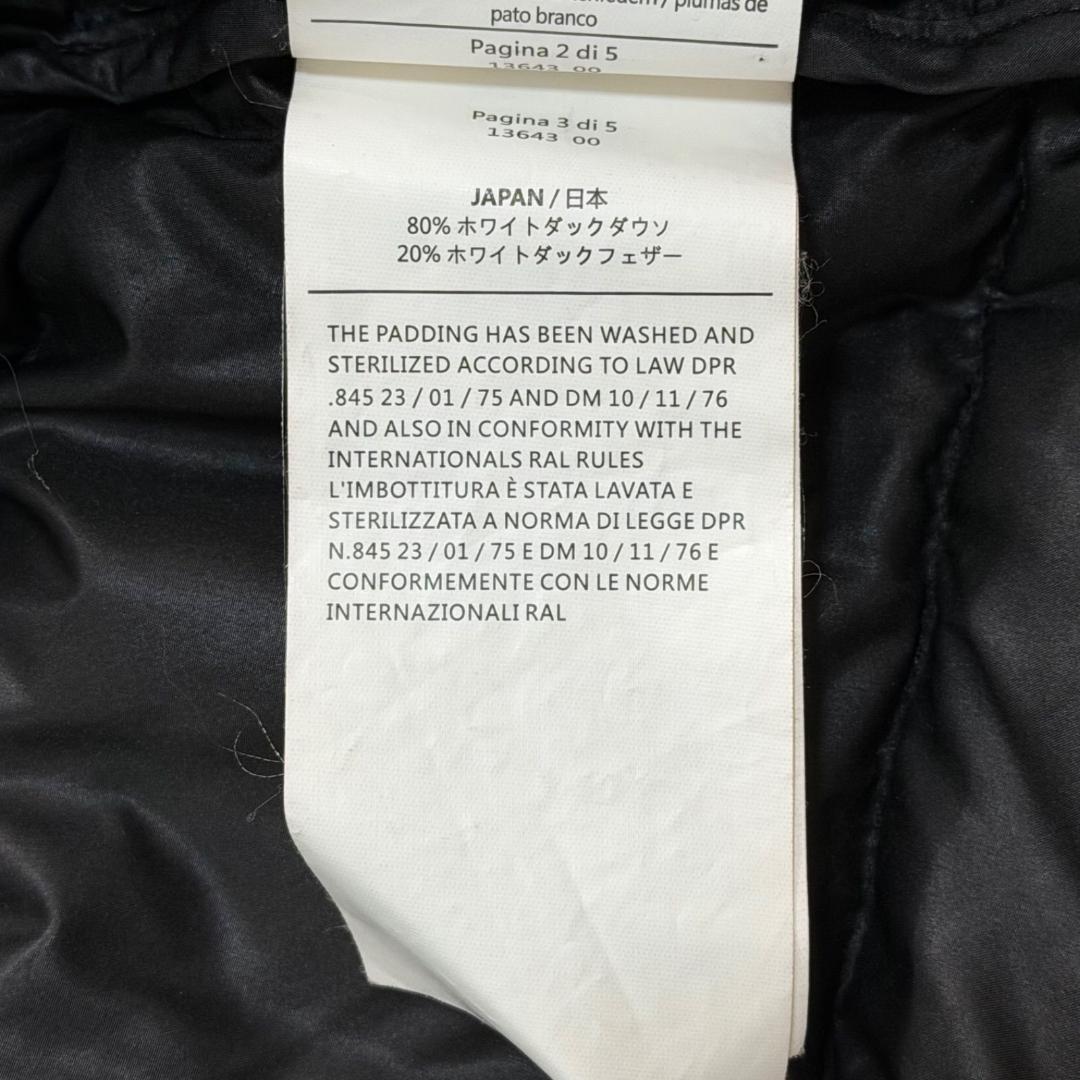 plumas de
pato branco
Pagina 2 di 5
13643 00
Pagina 3 di 5
13643 00
JAPAN / 日本
80% ホワイトダックダウソ
20% ホワイトダックフェザー
THE PADDING HAS BEEN WASHED AND
STERILIZED ACCORDING TO LAW DPR
.845 23 / 01 / 75 AND DM 10 / 11 / 76
AND ALSO IN CONFORMITY WITH THE
INTERNATIONALS RAL RULES
L'IMBOTTITURA È STATA LAVATA E
STERILIZZATA A NORMA DI LEGGE DPR
N.845 23 / 01 / 75 E DM 10 / 11 / 76 E
CONFORMEMENTE CON LE NORME
INTERNAZIONALI RAL